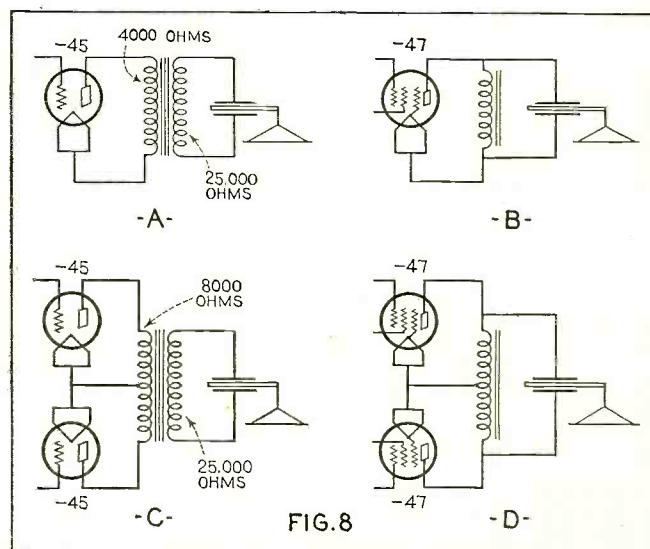 -45
4000 OHMS
25,000
OHMS
-A-
-47
-B-
-45
8000
OHMS
25,000
OHMS
-45
-C-
-47
-47
-D-
FIG.8